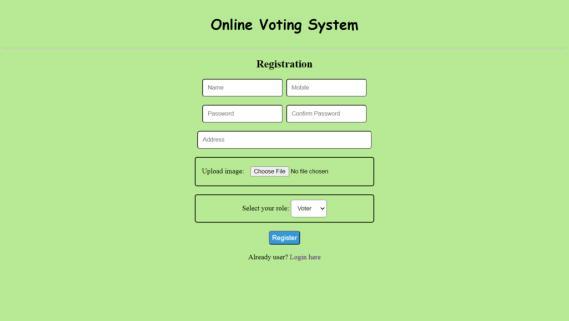 Online Voting System
Registration
Name Mobile
Password Confirm Password
Address
Upload image: Choose File No file chosen
Select your role: Voter
Register
Already user? Login here